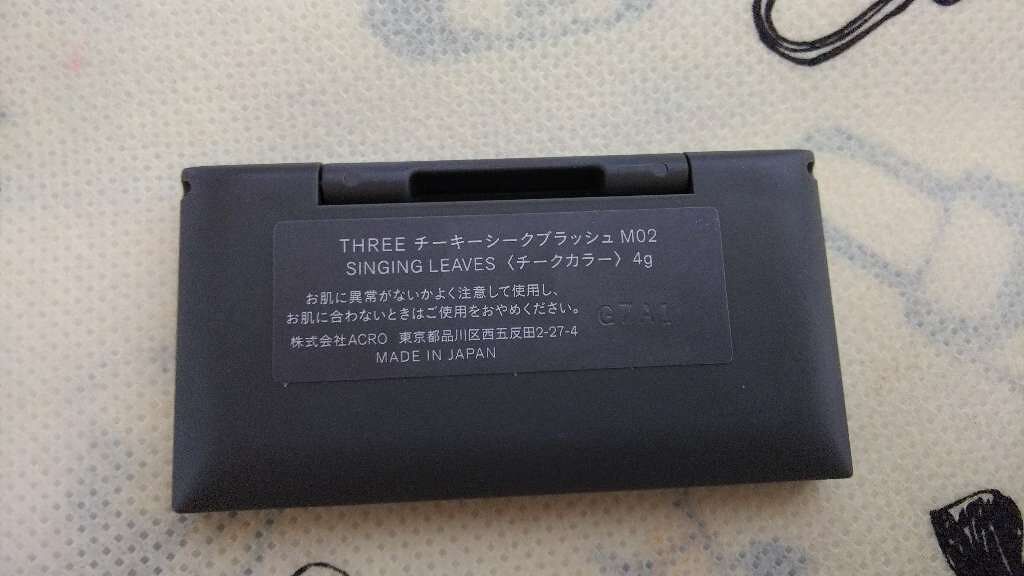 THREE チーキーシークブラッシュ M02
SINGING LEAVES 〈チークカラー〉 4g
お肌に異常がないかよく注意して使用し、
お肌に合わないときはご使用をおやめください。
株式会社ACRO 東京都品川区西五反田2-27-4
MADE IN JAPAN